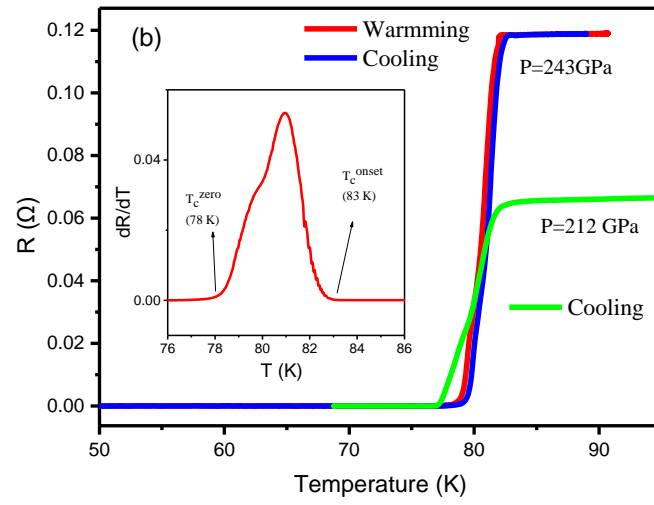 (b)
Warmming
Cooling
P=243GPa
P=212 GPa
Cooling
R (Ω)
0.12
0.10
0.08
0.06
0.04
0.02
0.00
50
60
70
80
90
Temperature (K)
dR/dT
0.04
0.00
T_c^zero
(78 K)
T_c^onset
(83 K)
76
78
80
82
84
86
T (K)